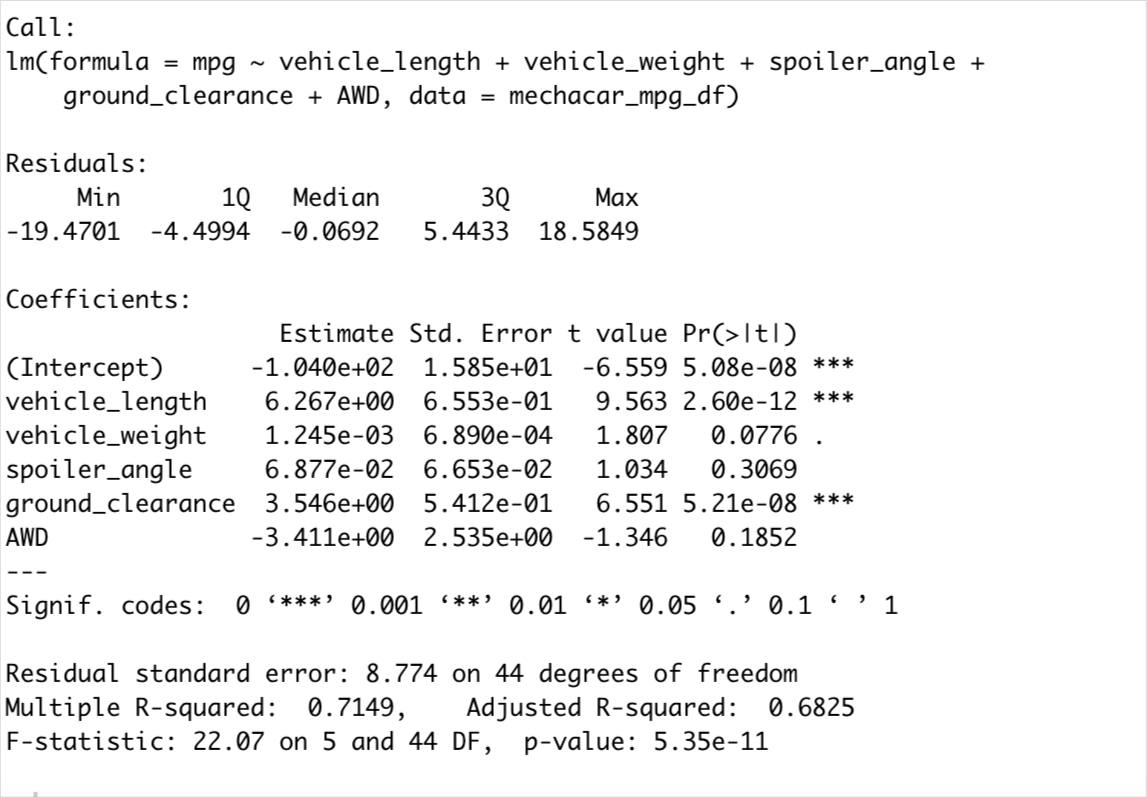 Call:
lm(formula = mpg ~ vehicle_length + vehicle_weight + spoiler_angle +
    ground_clearance + AWD, data = mechacar_mpg_df)

Residuals:
     Min       1Q   Median       3Q      Max
-19.4701  -4.4994  -0.0692   5.4433  18.5849

Coefficients:
                   Estimate Std. Error t value Pr(>|t|)
(Intercept)      -1.040e+02  1.585e+01  -6.559 5.08e-08 ***
vehicle_length    6.267e+00  6.553e-01   9.563 2.60e-12 ***
vehicle_weight    1.245e-03  6.890e-04   1.807   0.0776 .
spoiler_angle     6.877e-02  6.653e-02   1.034   0.3069
ground_clearance  3.546e+00  5.412e-01   6.551 5.21e-08 ***
AWD              -3.411e+00  2.535e+00  -1.346   0.1852
---
Signif. codes:  0 ‘***’ 0.001 ‘**’ 0.01 ‘*’ 0.05 ‘.’ 0.1 ‘ ’ 1

Residual standard error: 8.774 on 44 degrees of freedom
Multiple R-squared:  0.7149,    Adjusted R-squared:  0.6825
F-statistic: 22.07 on 5 and 44 DF,  p-value: 5.35e-11